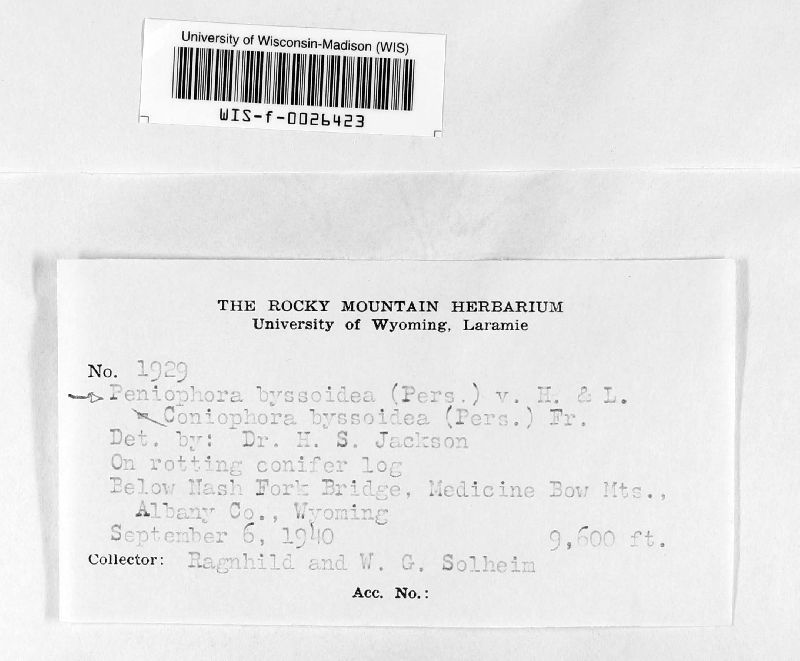 University of Wisconsin-Madison (WIS)
WIS-f-0026423
THE ROCKY MOUNTAIN HERBARIUM
University of Wyoming, Laramie
No. 1929
Peniophora byssoidea (Pers.) v. H. & L.
Coniophora byssoidea (Pers.) Fr.
Det. by: Dr. H. S. Jackson
On rotting conifer log
Below Nash Fork Bridge, Medicine Bow Mts.,
Albany Co., Wyoming
September 6, 1940 9,600 ft.
Collector: Ragnhild and W. G. Solheim
Acc. No.: